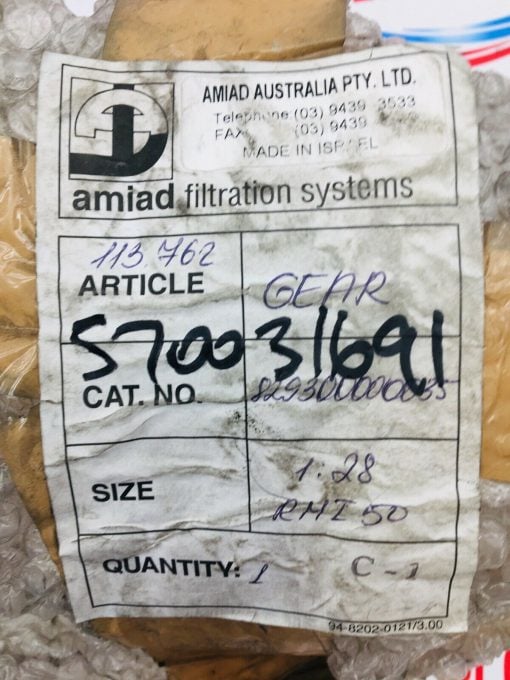 AMIAD AUSTRALIA PTY. LTD.
Telephone:(03) 9439 3533
FAX (03) 9439
MADE IN ISRAEL
amiad filtration systems
113 762
ARTICLE GEAR
570031691
CAT. NO. 829300000035
SIZE 1:28
RMI 50
QUANTITY: 1 C-1
94-8202-0121/3.00